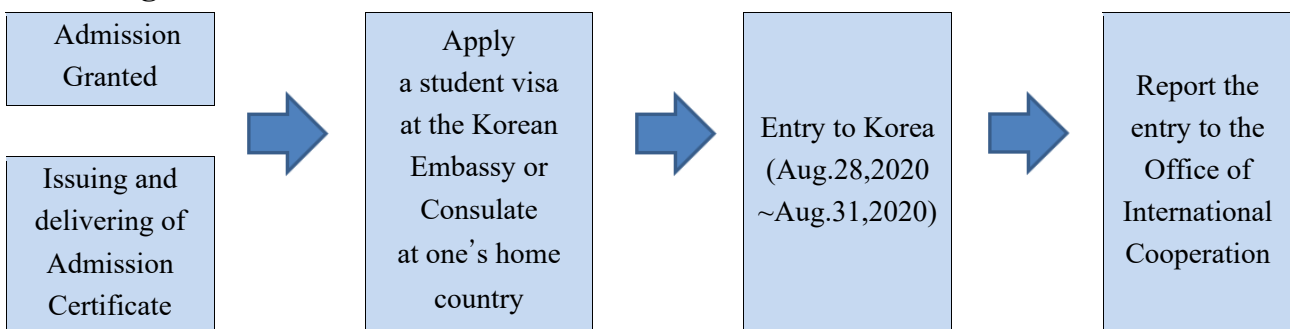 Admission
Granted
Issuing and
delivering of
Admission
Certificate
Apply
a student visa
at the Korean
Embassy or
Consulate
at one’s home
country
Entry to Korea
(Aug.28,2020
~Aug.31,2020)
Report the
entry to the
Office of
International
Cooperation